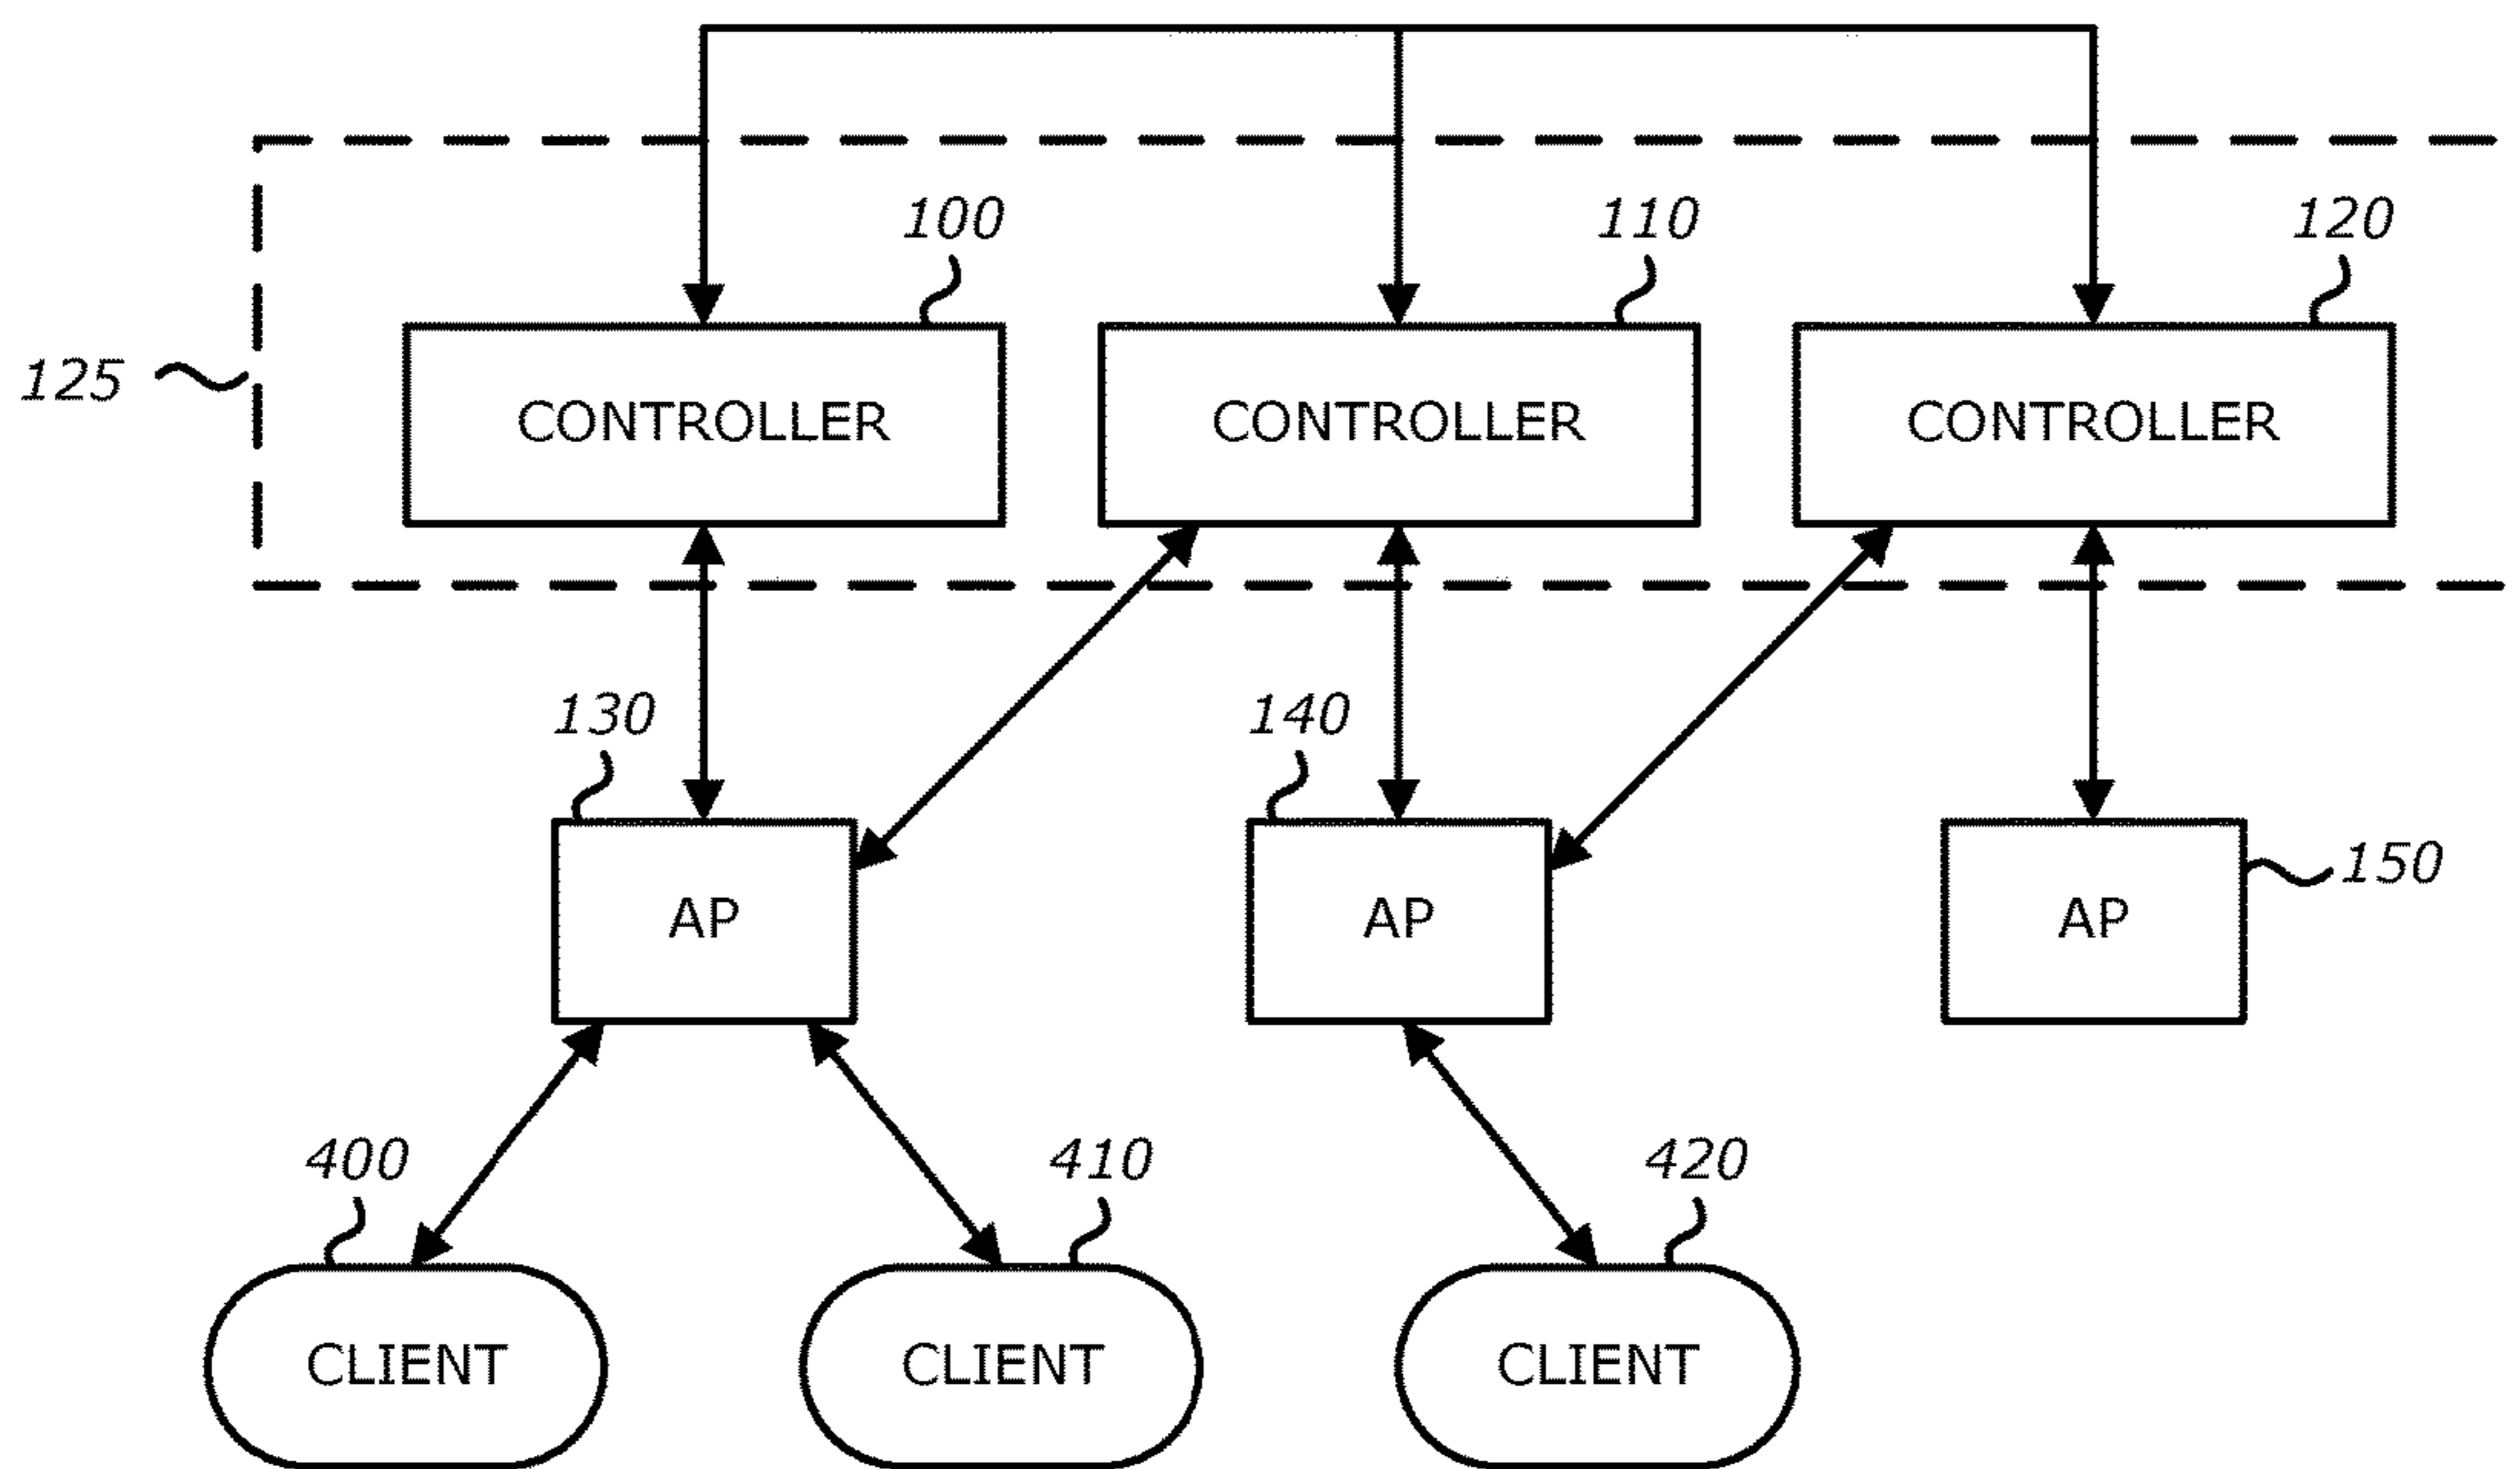 100 110 120
125
CONTROLLER CONTROLLER CONTROLLER
130 140
150
AP AP AP
400 410 420
CLIENT CLIENT CLIENT